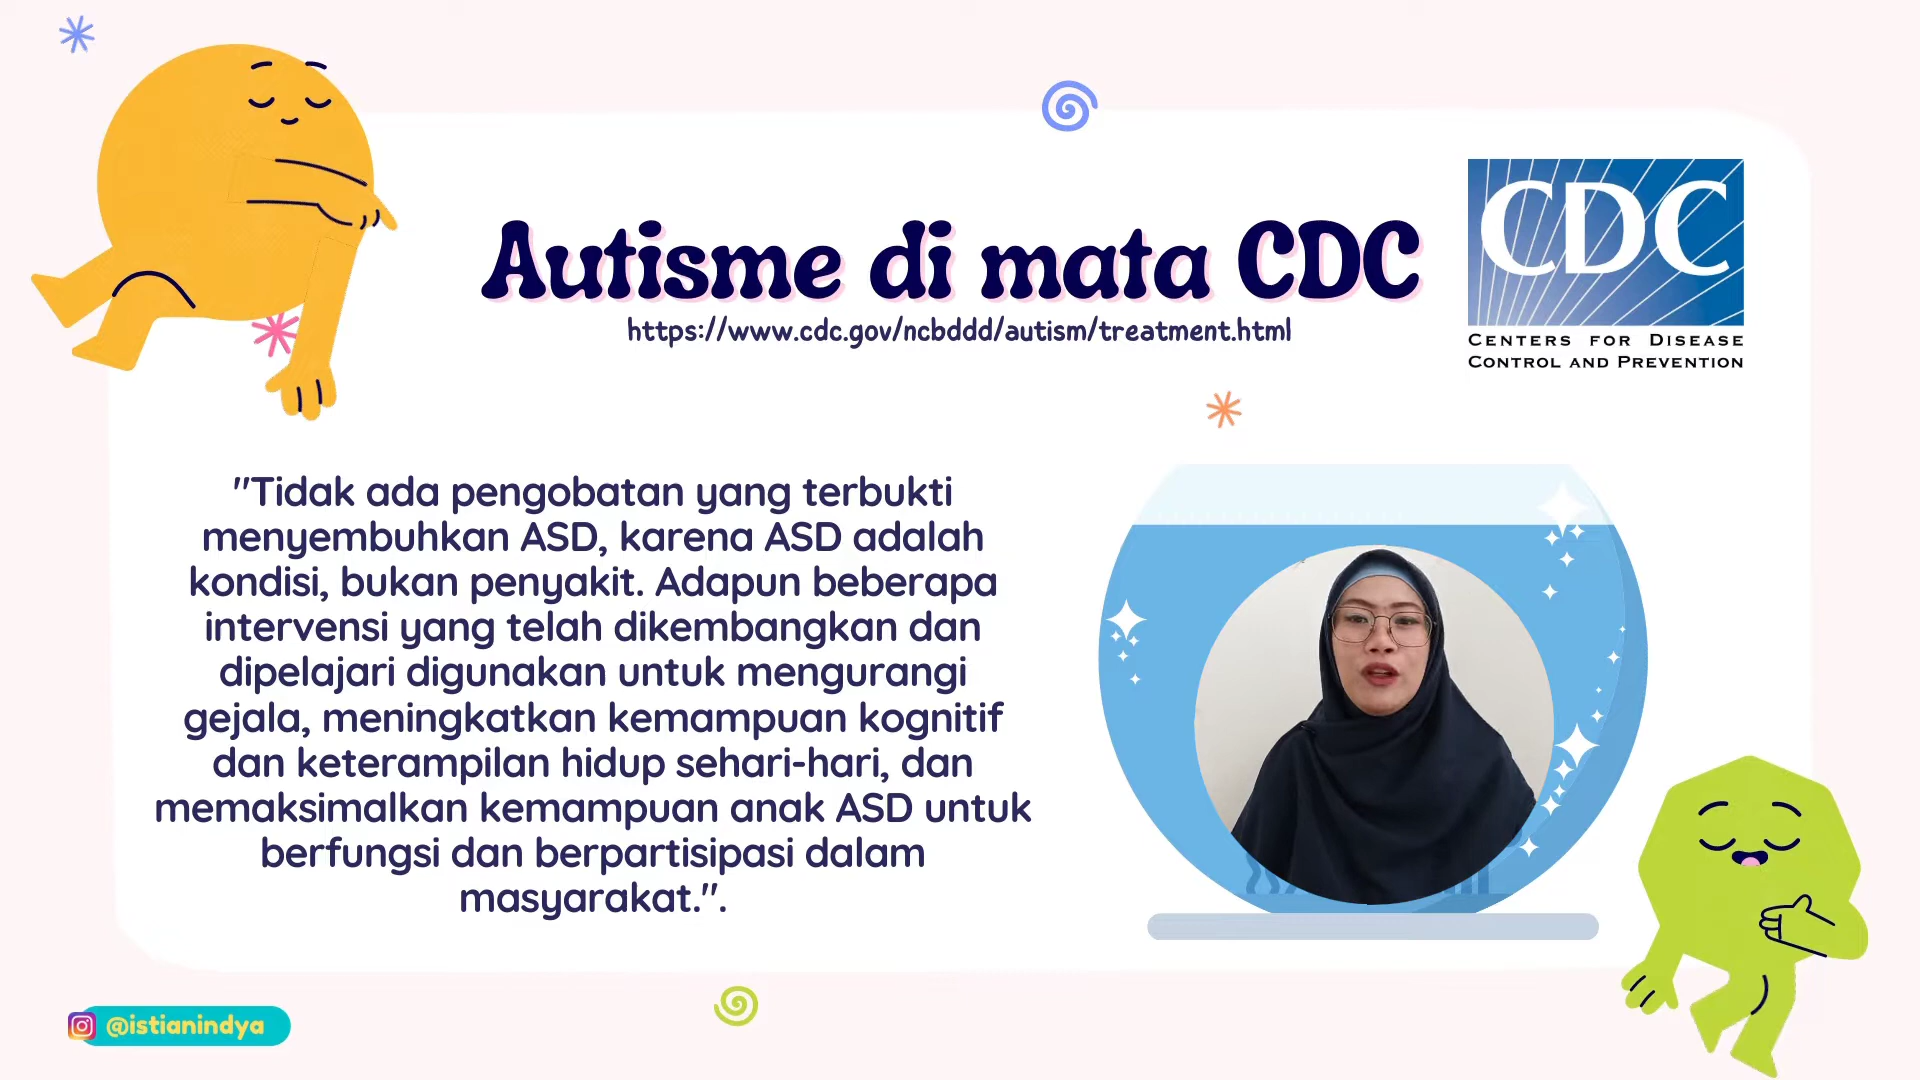 Autisme di mata CDC
https://www.cdc.gov/ncbddd/autism/treatment.html
CDC
CENTERS FOR DISEASE
CONTROL AND PREVENTION
"Tidak ada pengobatan yang terbukti
menyembuhkan ASD, karena ASD adalah
kondisi, bukan penyakit. Adapun beberapa
intervensi yang telah dikembangkan dan
dipelajari digunakan untuk mengurangi
gejala, meningkatkan kemampuan kognitif
dan keterampilan hidup sehari-hari, dan
memaksimalkan kemampuan anak ASD untuk
berfungsi dan berpartisipasi dalam
masyarakat.".
@istianindya